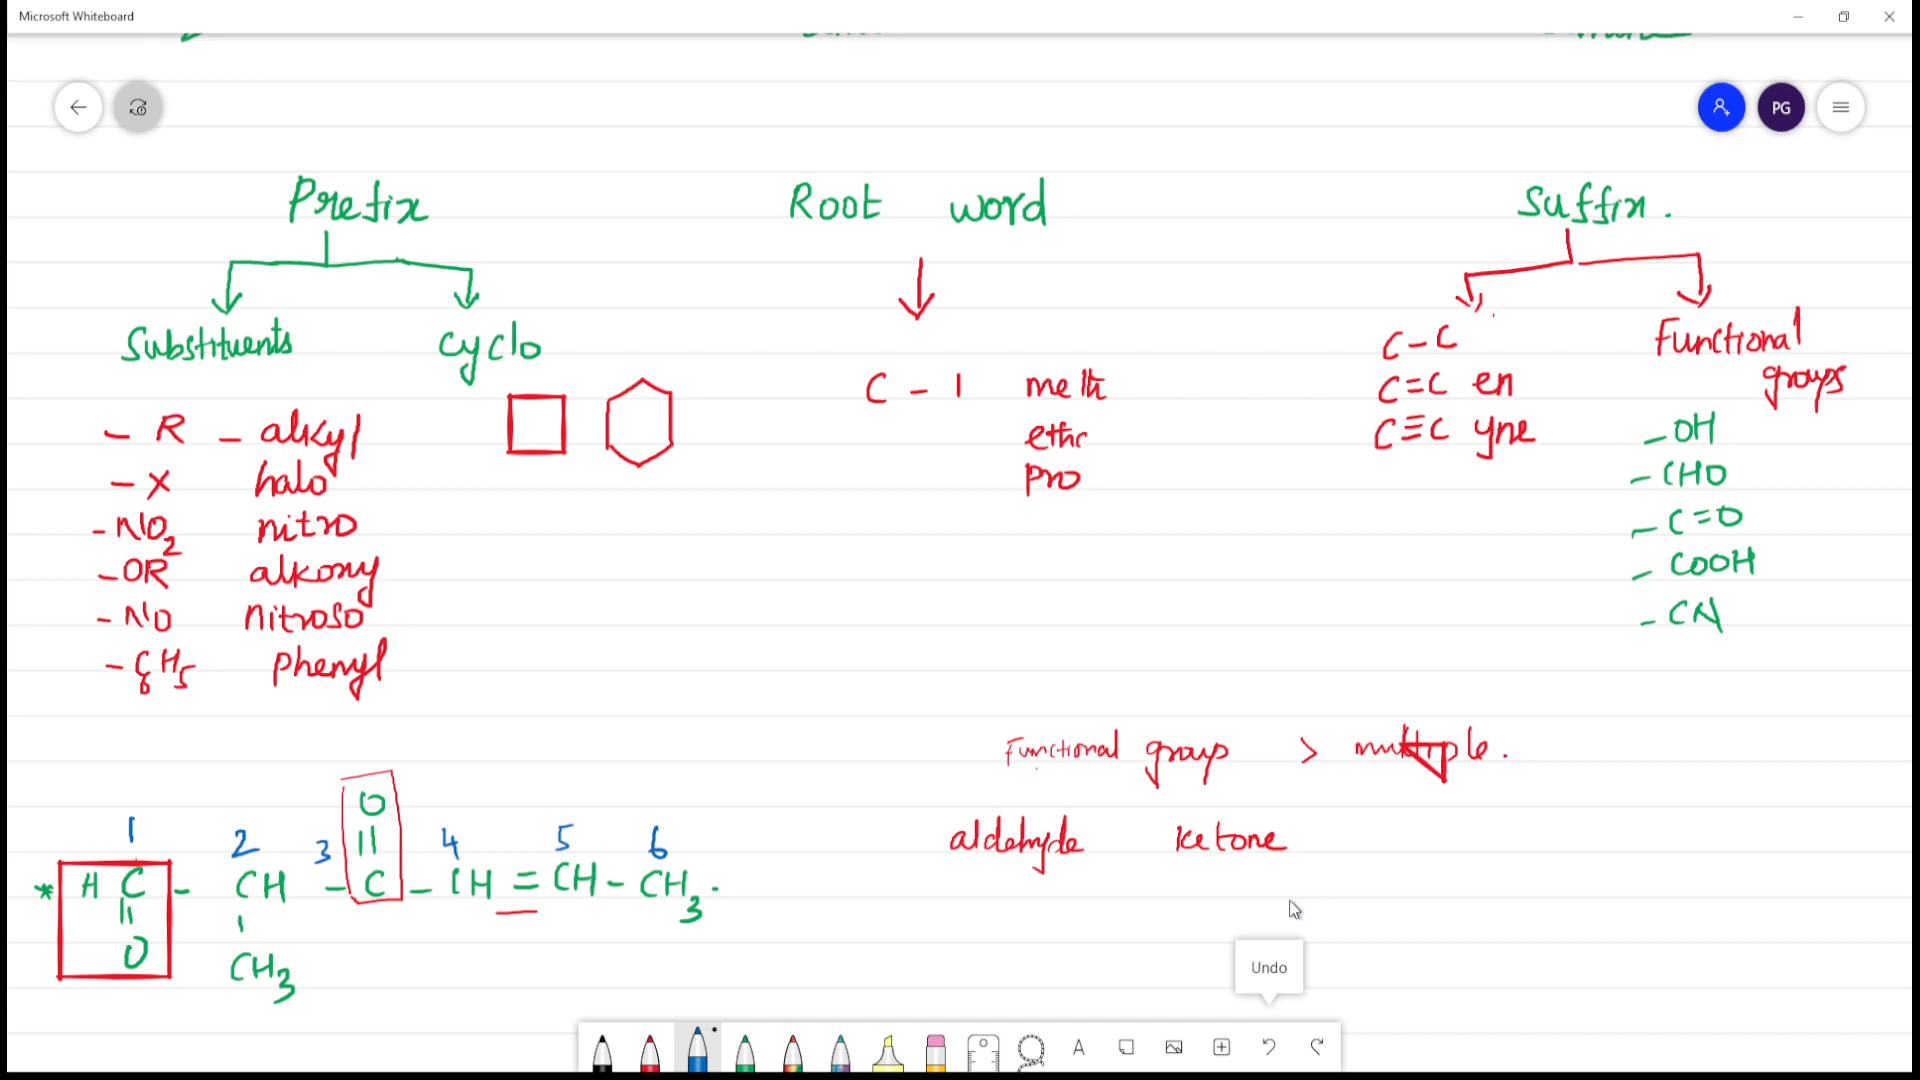 Microsoft Whiteboard
PG
Prefix
Root word
Suffix.
Substituents
cyclo
- R - alkyl
- X halo
- NO2 nitro
- OR alkoxy
- NO nitroso
- C6H5 phenyl
C - 1 meth
eth
pro
C-C
C=C en
C≡C yne
Functional
groups
- OH
- CHO
- C=O
- COOH
- CN
Functional group > multiple.
aldehyde ketone
O
1 2 3 || 4 5 6
* H C - CH - C - CH = CH - CH3.
|| |
O CH3
Undo
A